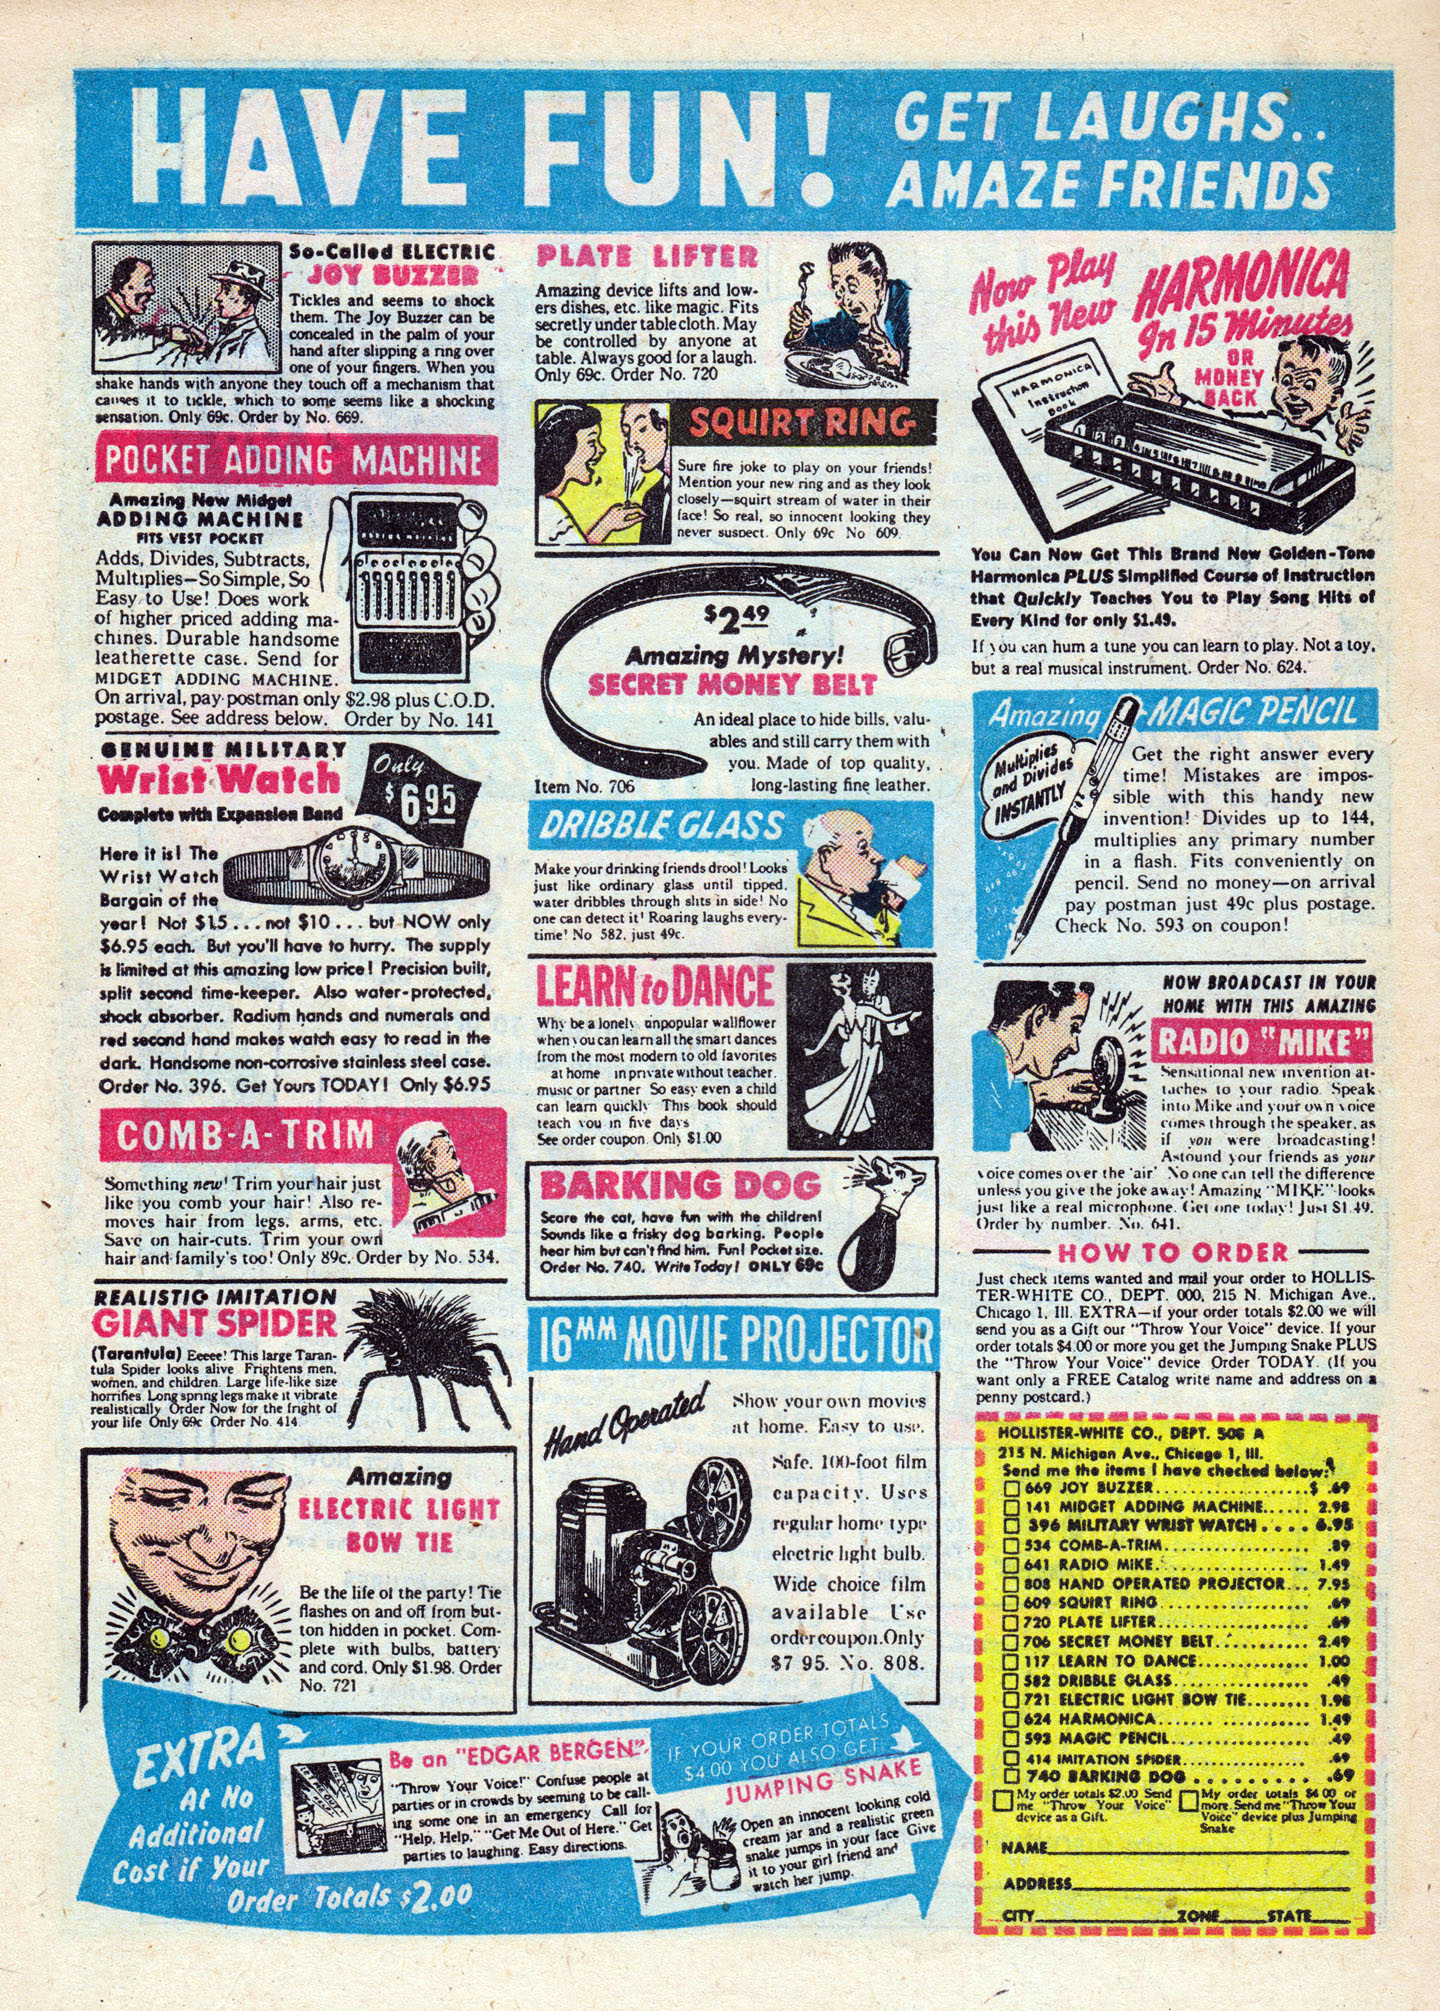 HAVE FUN!
GET LAUGHS..
AMAZE FRIENDS
So-Called ELECTRIC
JOY BUZZER
Tickles and seems to shock
them. The Joy Buzzer can be
concealed in the palm of your
hand after slipping a ring over
one of your fingers. When you
shake hands with anyone they touch off a mechanism that
causes it to tickle, which to some seems like a shocking
sensation. Only 69c. Order by No. 669.
POCKET ADDING MACHINE
Amazing New Midget
ADDING MACHINE
FITS VEST POCKET
Adds, Divides, Subtracts,
Multiplies—So Simple, So
Easy to Use! Does work
of higher priced adding ma-
chines. Durable handsome
leatherette case. Send for
MIDGET ADDING MACHINE.
On arrival, pay postman only $2.98 plus C.O.D.
postage. See address below. Order by No. 141
GENUINE MILITARY
Wrist Watch
Complete with Expansion Band
Only
$6.95
Here it is! The
Wrist Watch
Bargain of the
year! Not $15...not $10...but NOW only
$6.95 each. But you'll have to hurry. The supply
is limited at this amazing low price! Precision built,
split second time-keeper. Also water-protected,
shock absorber. Radium hands and numerals and
red second hand makes watch easy to read in the
dark. Handsome non-corrosive stainless steel case.
Order No. 396. Get Yours TODAY! Only $6.95
COMB-A-TRIM
Something new! Trim your hair just
like you comb your hair! Also re-
moves hair from legs, arms, etc.
Save on hair-cuts. Trim your own
hair and family's too! Only 89c. Order by No. 534.
REALISTIC IMITATION
GIANT SPIDER
(Tarantula) Eeeee! This large Taran-
tula Spider looks alive. Frightens men,
women, and children. Large life-like size
horrifies. Long spring legs make it vibrate
realistically Order Now for the fright of
your life Only 69c Order No. 414
Amazing
ELECTRIC LIGHT
BOW TIE
Be the life of the party! Tie
flashes on and off from but-
ton hidden in pocket. Com-
plete with bulbs, battery
and cord. Only $1.98. Order
No. 721
PLATE LIFTER
Amazing device lifts and low-
ers dishes, etc. like magic. Fits
secretly under tablecloth. May
be controlled by anyone at
table. Always good for a laugh.
Only 69c. Order No. 720
SQUIRT RING
Sure fire joke to play on your friends!
Mention your new ring and as they look
closely—squirt stream of water in their
face! So real, so innocent looking they
never suspect. Only 69c No 609.
$2.49
Amazing Mystery!
SECRET MONEY BELT
An ideal place to hide bills, valu-
ables and still carry them with
you. Made of top quality,
Item No. 706 long-lasting fine leather.
DRIBBLE GLASS
Make your drinking friends drool! Looks
just like ordinary glass until tipped,
water dribbles through slits in side! No
one can detect it! Roaring laughs every-
time! No 582, just 49c.
LEARN to DANCE
Why be a lonely unpopular wallflower
when you can learn all the smart dances
from the most modern to old favorites
at home in private without teacher,
music or partner So easy even a child
can learn quickly This book should
teach you in five days
See order coupon. Only $1.00
BARKING DOG
Scare the cat, have fun with the children!
Sounds like a frisky dog barking. People
hear him but can't find him. Fun! Pocket size.
Order No. 740. Write Today! ONLY 69c
16MM MOVIE PROJECTOR
Hand Operated
Show your own movies
at home. Easy to use.
Safe. 100-foot film
capacity. Uses
regular home type
electric light bulb.
Wide choice film
available Use
order coupon. Only
$7 95. No. 808.
Now Play
this New
HARMONICA
In 15 Minutes
OR
MONEY
BACK
HARMONICA
Instruction
Book
You Can Now Get This Brand New Golden-Tone
Harmonica PLUS Simplified Course of Instruction
that Quickly Teaches You to Play Song Hits of
Every Kind for only $1.49.
If you can hum a tune you can learn to play. Not a toy,
but a real musical instrument. Order No. 624.
Amazing MAGIC PENCIL
Multiplies
and Divides
INSTANTLY
Get the right answer every
time! Mistakes are impos-
sible with this handy new
invention! Divides up to 144,
multiplies any primary number
in a flash. Fits conveniently on
pencil. Send no money—on arrival
pay postman just 49c plus postage.
Check No. 593 on coupon!
NOW BROADCAST IN YOUR
HOME WITH THIS AMAZING
RADIO "MIKE"
Sensational new invention at-
taches to your radio. Speak
into Mike and your own voice
comes through the speaker, as
if you were broadcasting!
Astound your friends as your
voice comes over the 'air' No one can tell the difference
unless you give the joke away! Amazing "MIKE" looks
just like a real microphone. Get one today! Just $1.49.
Order by number. No. 641.
HOW TO ORDER
Just check items wanted and mail your order to HOLLIS-
TER-WHITE CO., DEPT. 000, 215 N. Michigan Ave.,
Chicago 1, Ill. EXTRA—if your order totals $2.00 we will
send you as a Gift our "Throw Your Voice" device. If your
order totals $4.00 or more you get the Jumping Snake PLUS
the "Throw Your Voice" device Order TODAY. (If you
want only a FREE Catalog write name and address on a
penny postcard.)
HOLLISTER-WHITE CO., DEPT. 506 A
215 N. Michigan Ave., Chicago 1, Ill.
Send me the items I have checked below:
669 JOY BUZZER $ .69
141 MIDGET ADDING MACHINE 2.98
396 MILITARY WRIST WATCH 6.95
534 COMB-A-TRIM .89
641 RADIO MIKE 1.49
808 HAND OPERATED PROJECTOR 7.95
609 SQUIRT RING .69
720 PLATE LIFTER .69
706 SECRET MONEY BELT 2.49
117 LEARN TO DANCE 1.00
582 DRIBBLE GLASS .49
721 ELECTRIC LIGHT BOW TIE 1.98
624 HARMONICA 1.49
593 MAGIC PENCIL .49
414 IMITATION SPIDER .69
740 BARKING DOG .69
My order totals $2.00 Send
me "Throw Your Voice"
device as a Gift.
My order totals $4 00 or
more. Send me "Throw Your
Voice" device plus Jumping
Snake
NAME
ADDRESS
CITY ZONE STATE
EXTRA
At No
Additional
Cost if Your
Order Totals $2.00
Be an "EDGAR BERGEN"
"Throw Your Voice!" Confuse people at
parties or in crowds by seeming to be call-
ing some one in an emergency Call for
"Help, Help," "Get Me Out of Here." Get
parties to laughing. Easy directions.
IF YOUR ORDER TOTALS
$4.00 YOU ALSO GET
JUMPING SNAKE
Open an innocent looking cold
cream jar and a realistic green
snake jumps in your face Give
it to your girl friend and
watch her jump.